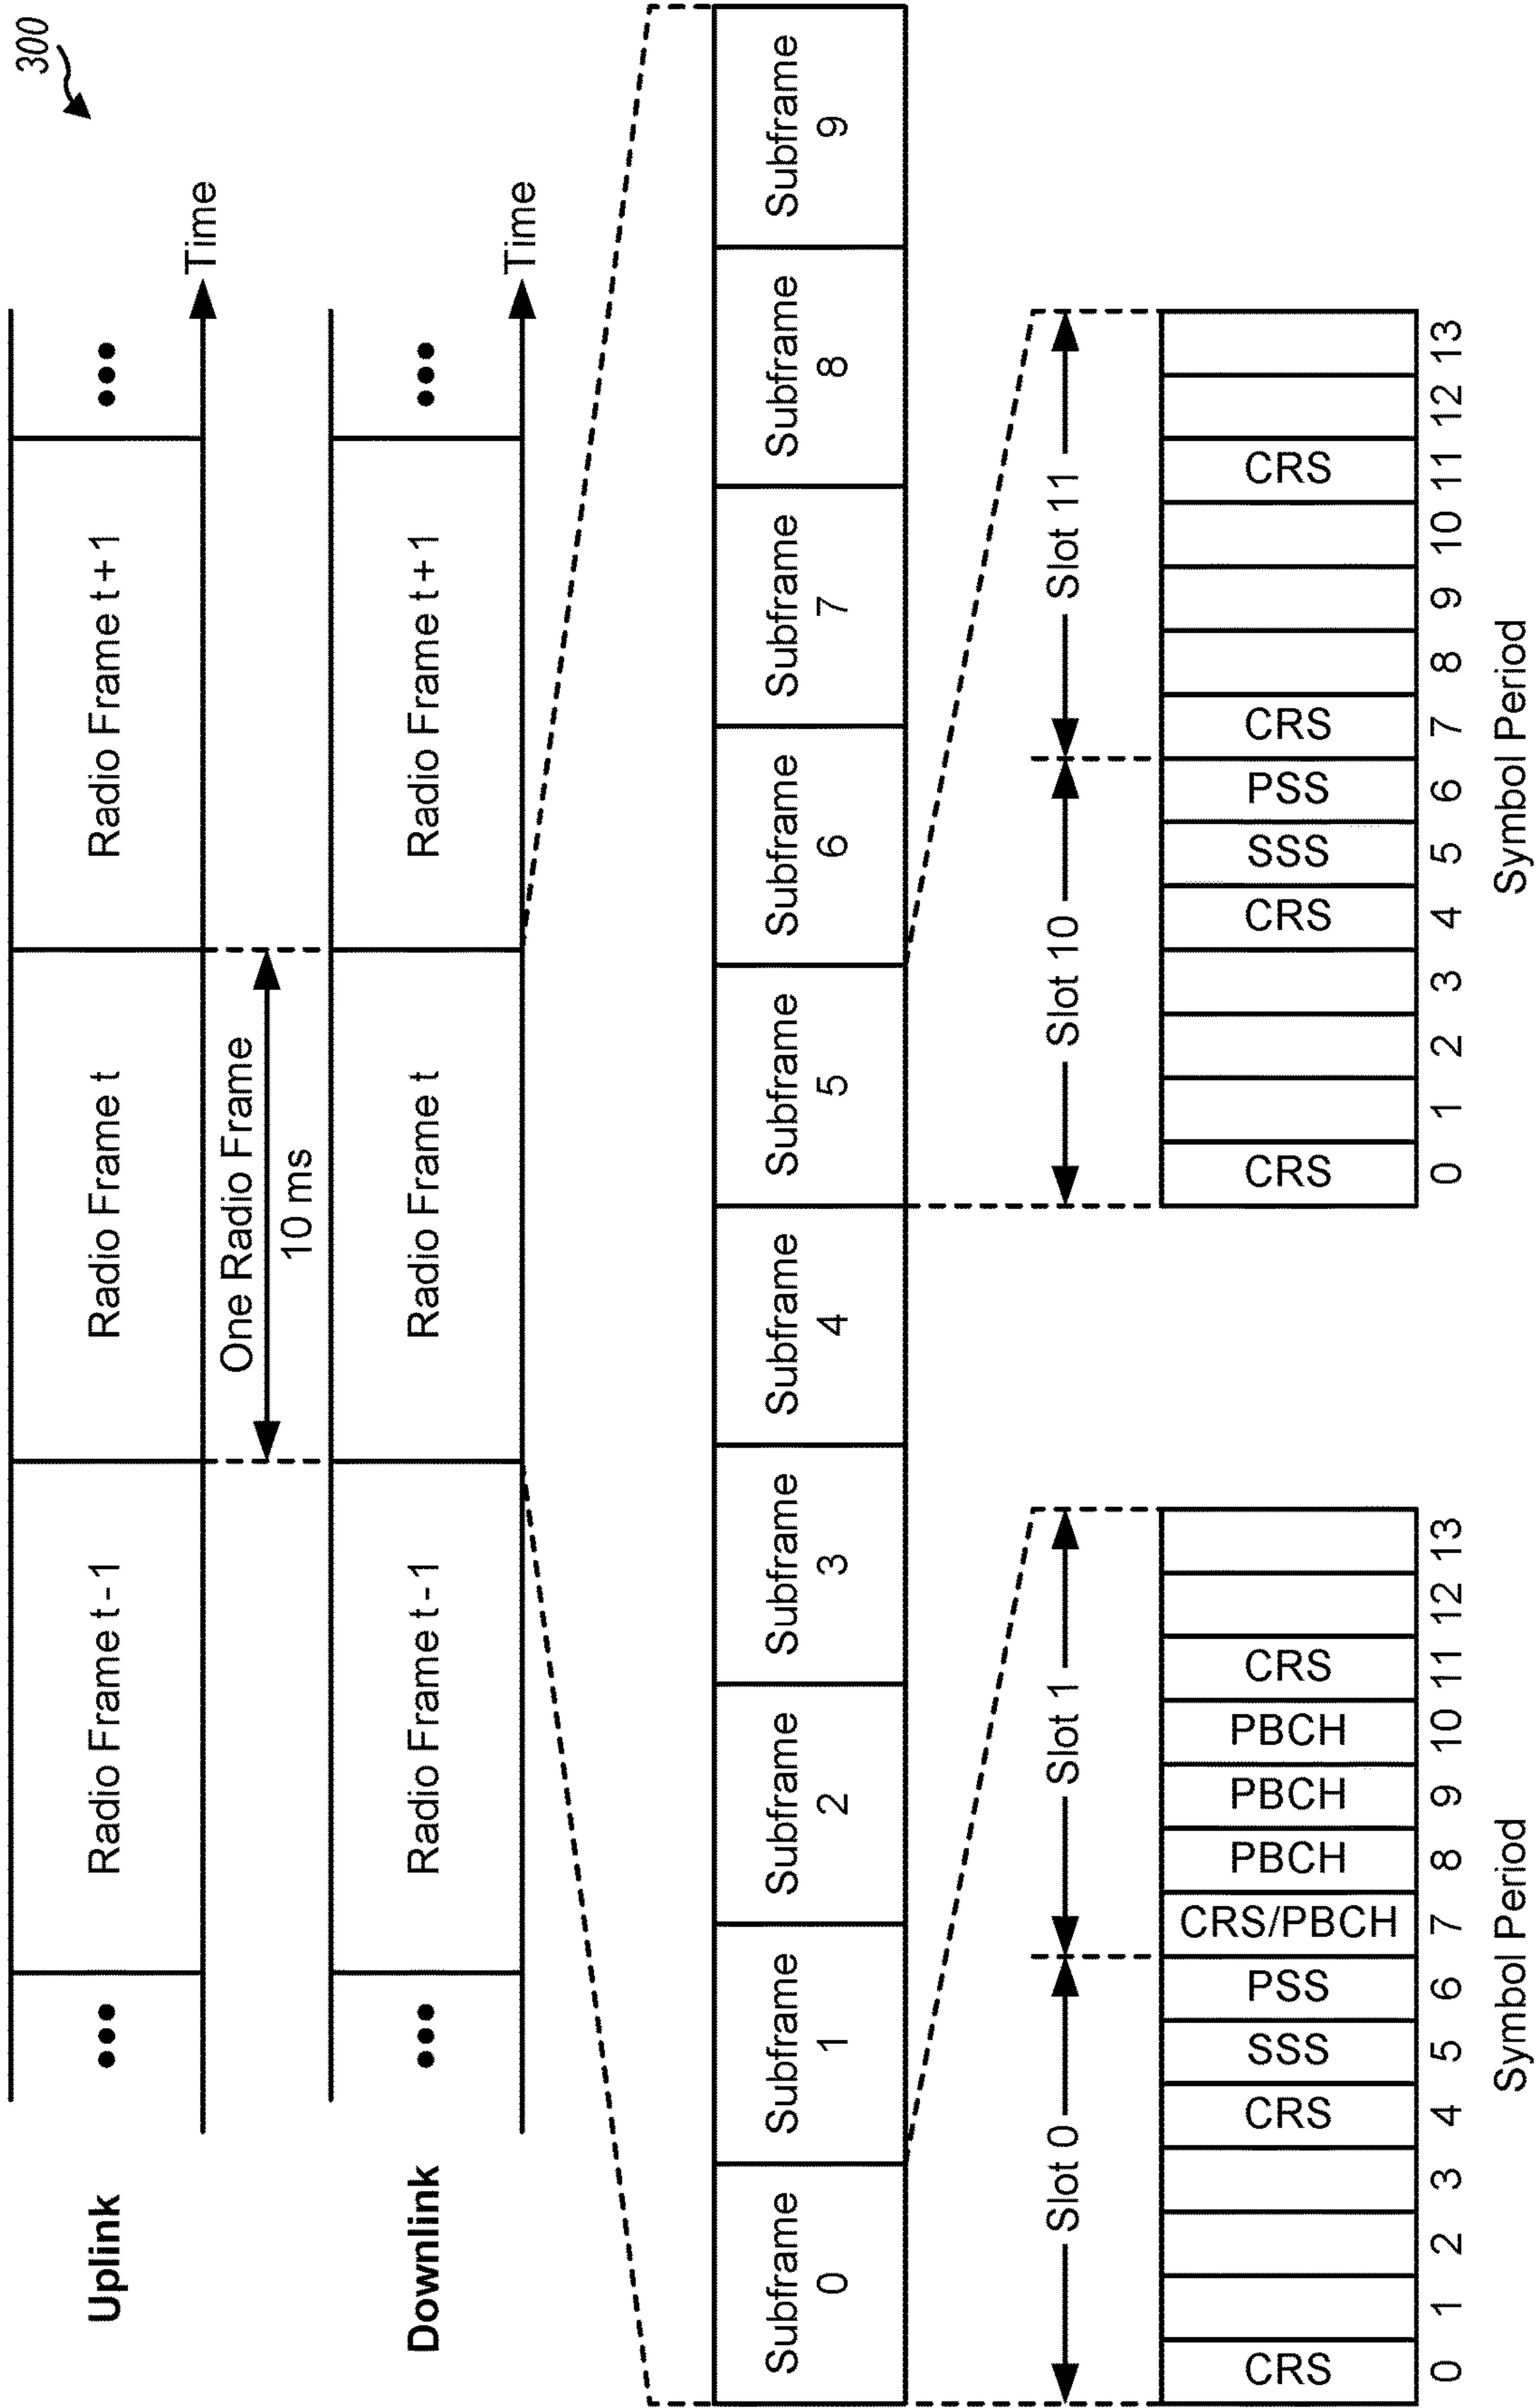 300
Uplink
•••
Radio Frame t - 1
Radio Frame t
Radio Frame t + 1
•••
Time
One Radio Frame
10 ms
Downlink
•••
Radio Frame t - 1
Radio Frame t
Radio Frame t + 1
•••
Time
Subframe
0
Subframe
1
Subframe
2
Subframe
3
Subframe
4
Subframe
5
Subframe
6
Subframe
7
Subframe
8
Subframe
9
Slot 0
Slot 1
CRS
CRS
SSS
PSS
CRS/PBCH
PBCH
PBCH
PBCH
CRS
0 1 2 3 4 5 6 7 8 9 10 11 12 13
Symbol Period
Slot 10
Slot 11
CRS
CRS
SSS
PSS
CRS
CRS
0 1 2 3 4 5 6 7 8 9 10 11 12 13
Symbol Period